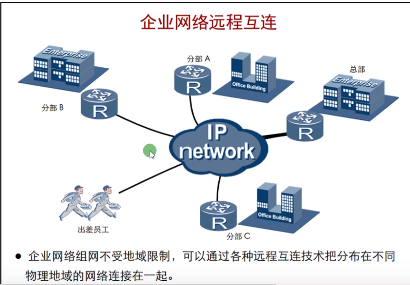 企业网络远程互连
分部 A
Enterprise
Office Building
总部
Enterprise
R
分部 B
R
R
IP
network
出差员工
R
Office Building
分部 C
● 企业网络组网不受地域限制，可以通过各种远程互连技术把分布在不同
物理地域的网络连接在一起。